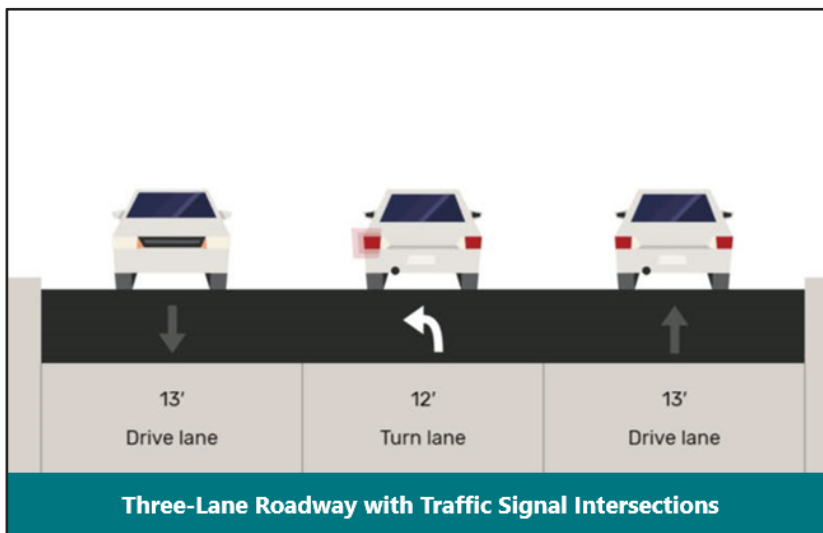 13'
Drive lane
12'
Turn lane
13'
Drive lane
Three-Lane Roadway with Traffic Signal Intersections